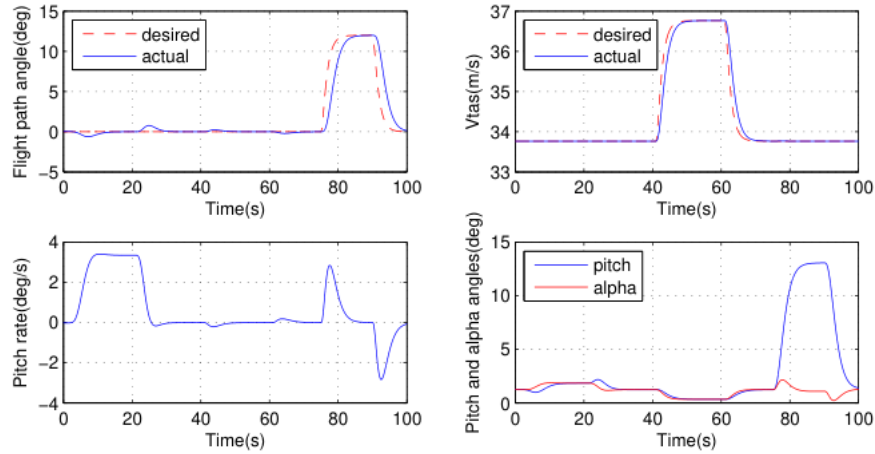 Flight path angle(deg)
15
10
5
0
−5
desired
actual
0 20 40 60 80 100
Time(s)
Vtas(m/s)
37
36
35
34
33
desired
actual
0 20 40 60 80 100
Time(s)
Pitch rate(deg/s)
4
2
0
−2
−4
0 20 40 60 80 100
Time(s)
Pitch and alpha angles(deg)
15
10
5
0
pitch
alpha
0 20 40 60 80 100
Time(s)